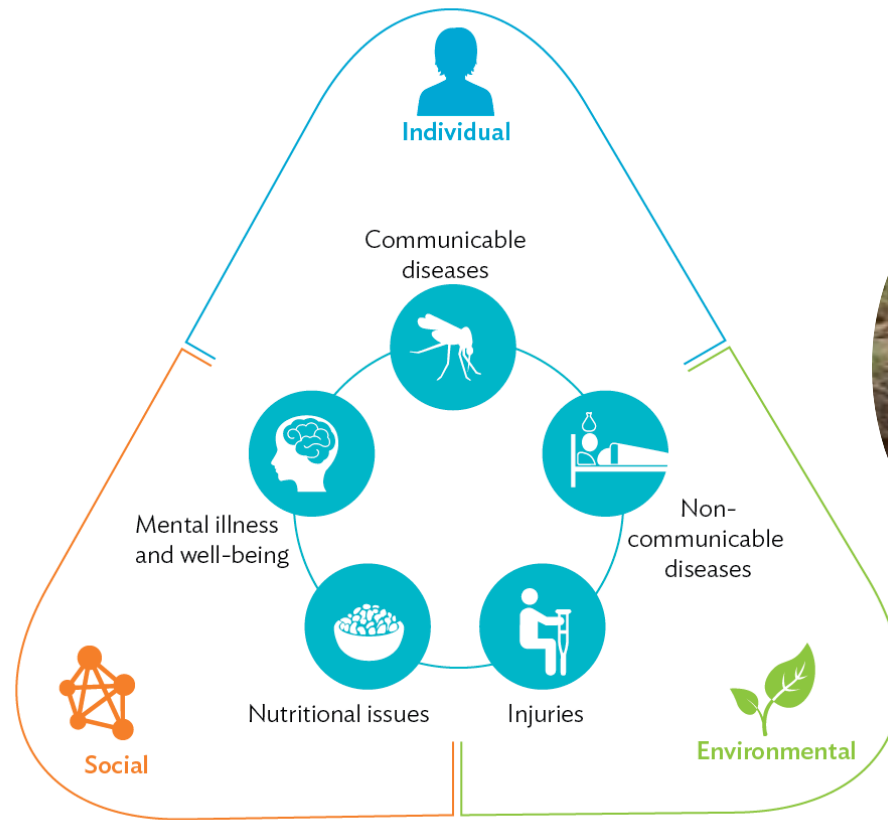 Individual
Communicable
diseases
Mental illness
and well-being
Non-
communicable
diseases
Nutritional issues
Injuries
Social
Environmental